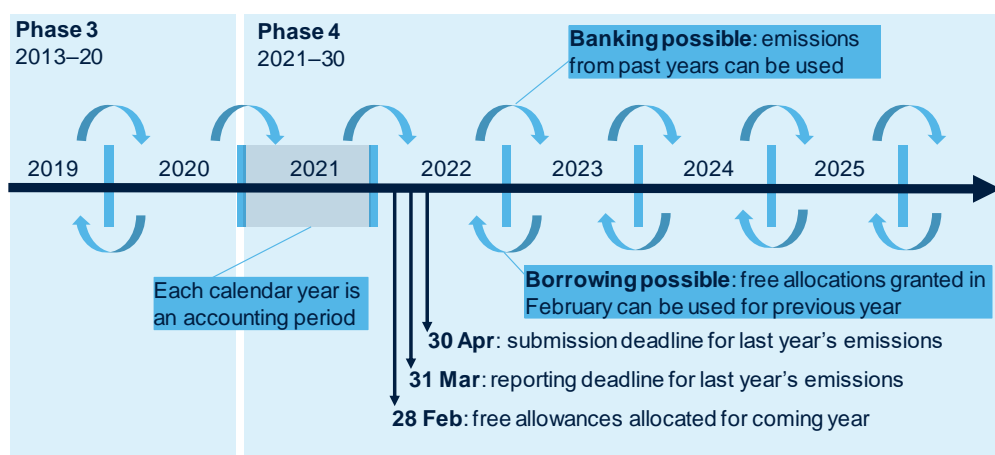 Phase 3
2013–20
Phase 4
2021–30
Banking possible: emissions
from past years can be used
2019
2020
2021
2022
2023
2024
2025
Each calendar year is
an accounting period
Borrowing possible: free allocations granted in
February can be used for previous year
30 Apr: submission deadline for last year's emissions
31 Mar: reporting deadline for last year's emissions
28 Feb: free allowances allocated for coming year